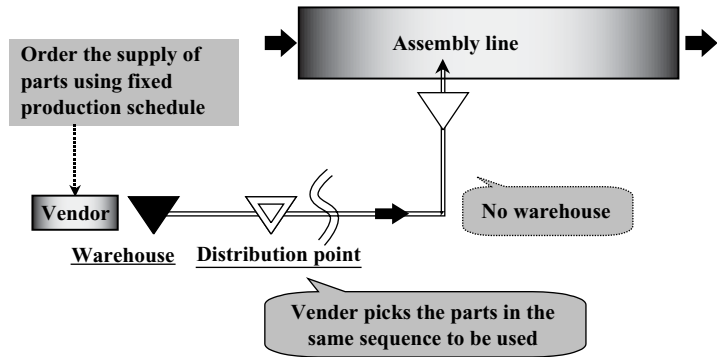 Order the supply of
parts using fixed
production schedule
Assembly line
Vendor
Warehouse
Distribution point
No warehouse
Vender picks the parts in the
same sequence to be used